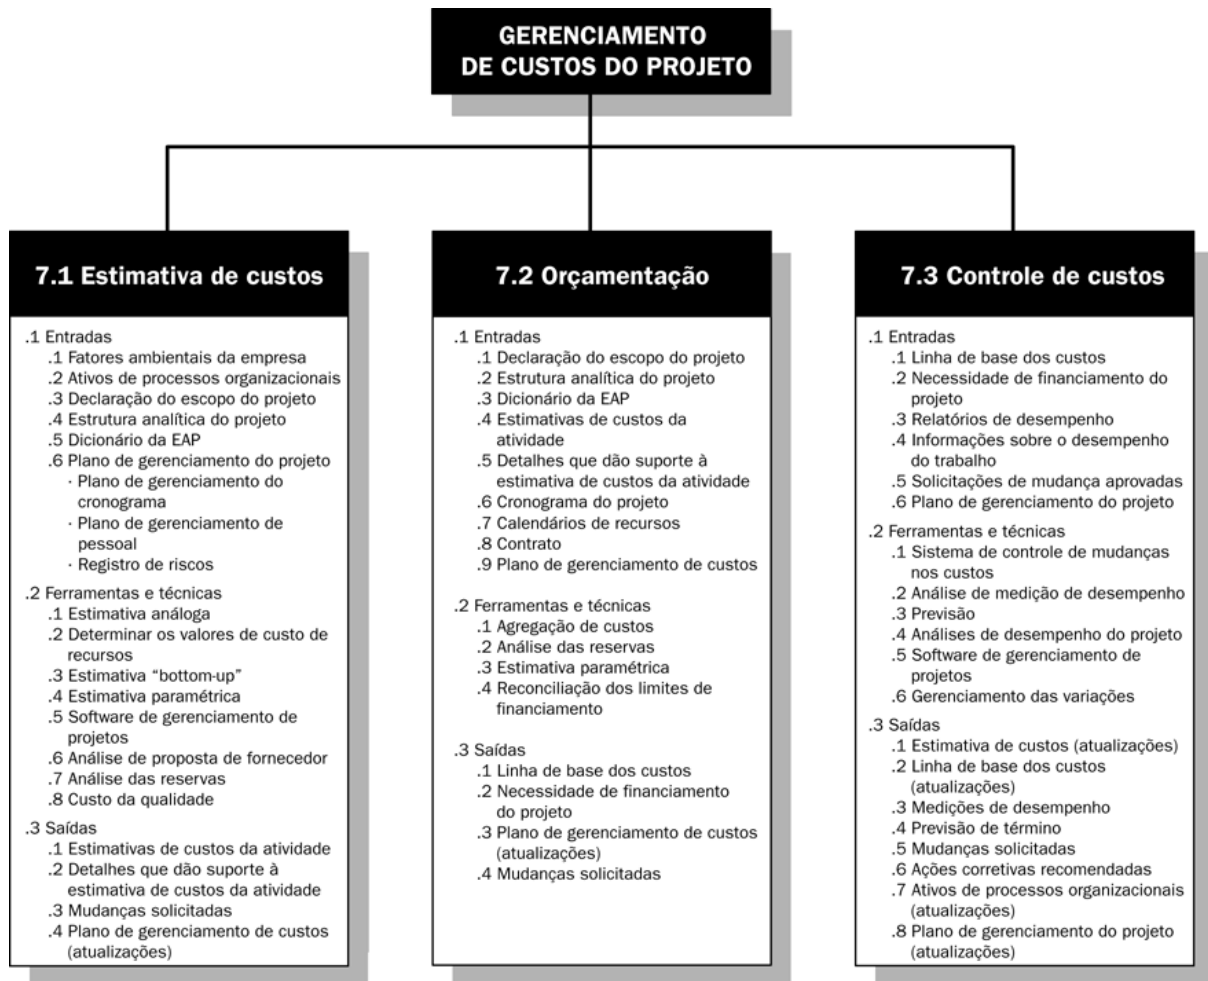 GERENCIAMENTO
DE CUSTOS DO PROJETO
7.1 Estimativa de custos
.1 Entradas
.1 Fatores ambientais da empresa
.2 Ativos de processos organizacionais
.3 Declaração do escopo do projeto
.4 Estrutura analítica do projeto
.5 Dicionário da EAP
.6 Plano de gerenciamento do projeto
· Plano de gerenciamento do
cronograma
· Plano de gerenciamento de
pessoal
· Registro de riscos
.2 Ferramentas e técnicas
.1 Estimativa análoga
.2 Determinar os valores de custo de
recursos
.3 Estimativa “bottom-up”
.4 Estimativa paramétrica
.5 Software de gerenciamento de
projetos
.6 Análise de proposta de fornecedor
.7 Análise das reservas
.8 Custo da qualidade
.3 Saídas
.1 Estimativas de custos da atividade
.2 Detalhes que dão suporte à
estimativa de custos da atividade
.3 Mudanças solicitadas
.4 Plano de gerenciamento de custos
(atualizações)
7.2 Orçamentação
.1 Entradas
.1 Declaração do escopo do projeto
.2 Estrutura analítica do projeto
.3 Dicionário da EAP
.4 Estimativas de custos da
atividade
.5 Detalhes que dão suporte à
estimativa de custos da atividade
.6 Cronograma do projeto
.7 Calendários de recursos
.8 Contrato
.9 Plano de gerenciamento de custos
.2 Ferramentas e técnicas
.1 Agregação de custos
.2 Análise das reservas
.3 Estimativa paramétrica
.4 Reconciliação dos limites de
financiamento
.3 Saídas
.1 Linha de base dos custos
.2 Necessidade de financiamento
do projeto
.3 Plano de gerenciamento de custos
(atualizações)
.4 Mudanças solicitadas
7.3 Controle de custos
.1 Entradas
.1 Linha de base dos custos
.2 Necessidade de financiamento do
projeto
.3 Relatórios de desempenho
.4 Informações sobre o desempenho
do trabalho
.5 Solicitações de mudança aprovadas
.6 Plano de gerenciamento do projeto
.2 Ferramentas e técnicas
.1 Sistema de controle de mudanças
nos custos
.2 Análise de medição de desempenho
.3 Previsão
.4 Análises de desempenho do projeto
.5 Software de gerenciamento de
projetos
.6 Gerenciamento das variações
.3 Saídas
.1 Estimativa de custos (atualizações)
.2 Linha de base dos custos
(atualizações)
.3 Medições de desempenho
.4 Previsão de término
.5 Mudanças solicitadas
.6 Ações corretivas recomendadas
.7 Ativos de processos organizacionais
(atualizações)
.8 Plano de gerenciamento do projeto
(atualizações)